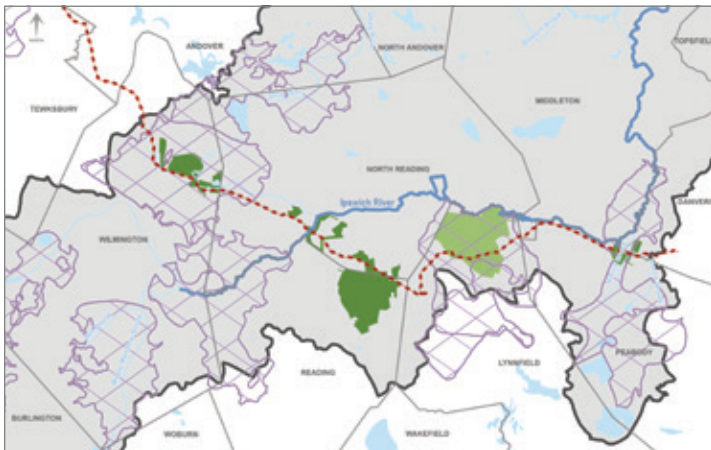 NORTH
ANDOVER
NORTH ANDOVER
TOPSFIELD
TEWKSBURY
MIDDLETON
NORTH READING
Ipswich River
DANVERS
WILMINGTON
PEABODY
LYNNFIELD
READING
BURLINGTON
WOBURN
WAKEFIELD